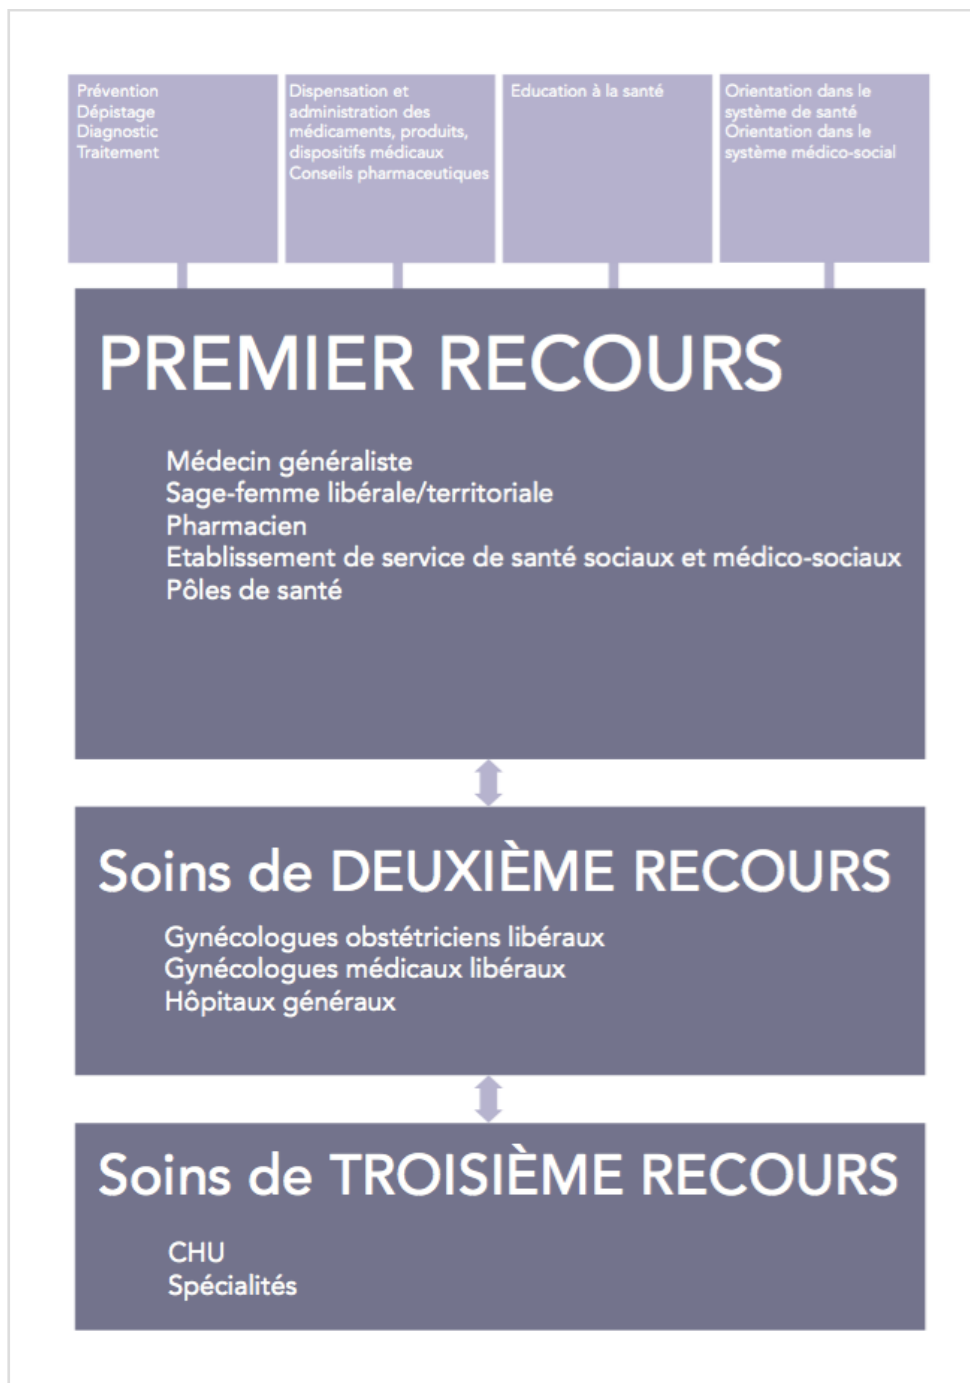 Prévention
Dépistage
Diagnostic
Traitement
Dispensation et
administration des
médicaments, produits,
dispositifs médicaux
Conseils pharmaceutiques
Education à la santé
Orientation dans le
système de santé
Orientation dans le
système médico-social
PREMIER RECOURS
Médecin généraliste
Sage-femme libérale/territoriale
Pharmacien
Etablissement de service de santé sociaux et médico-sociaux
Pôles de santé
Soins de DEUXIÈME RECOURS
Gynécologues obstétriciens libéraux
Gynécologues médicaux libéraux
Hôpitaux généraux
Soins de TROISIÈME RECOURS
CHU
Spécialités